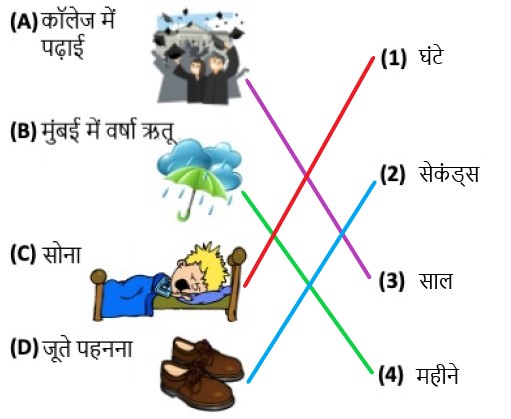 (A) कॉलेज में
पढ़ाई
(1) घंटे
(B) मुंबई में वर्षा ऋतू
(2) सेकंड्स
(C) सोना
(3) साल
(D) जूते पहनना
(4) महीने